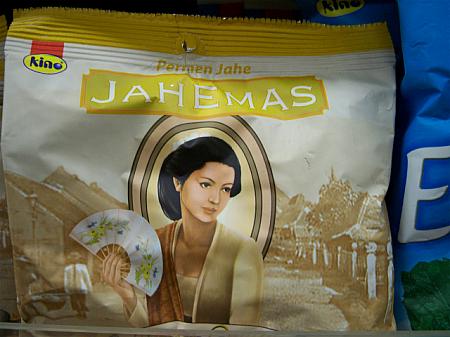 kino
kino
Permen Jahe
JAHEMAS
E